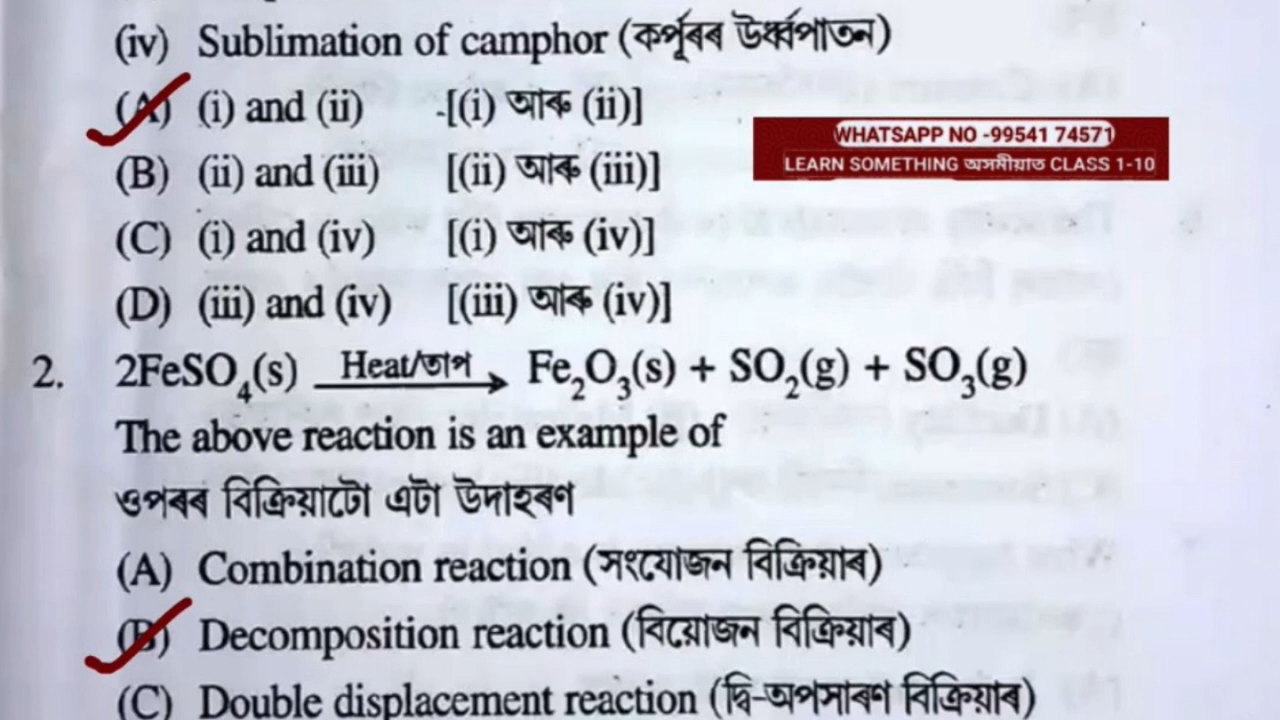 (iv) Sublimation of camphor (কৰ্পূৰৰ উৰ্ধ্বপাতন)
(A) (i) and (ii) [(i) আৰু (ii)]
WHATSAPP NO -99541 74571
LEARN SOMETHING অসমীয়াত CLASS 1-10
(B) (ii) and (iii) [(ii) আৰু (iii)]
(C) (i) and (iv) [(i) আৰু (iv)]
(D) (iii) and (iv) [(iii) আৰু (iv)]
2. 2FeSO₄(s) Heat/তাপ → Fe₂O₃(s) + SO₂(g) + SO₃(g)
The above reaction is an example of
ওপৰৰ বিক্ৰিয়াটো এটা উদাহৰণ
(A) Combination reaction (সংযোজন বিক্ৰিয়াৰ)
(B) Decomposition reaction (বিয়োজন বিক্ৰিয়াৰ)
(C) Double displacement reaction (দ্বি-অপসাৰণ বিক্ৰিয়াৰ)